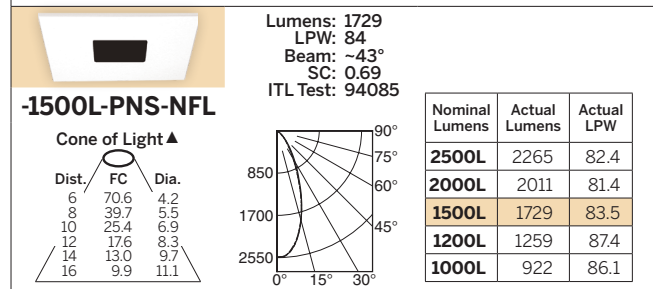 Lumens: 1729
LPW: 84
Beam: ~43°
SC: 0.69
ITL Test: 94085
-1500L-PNS-NFL
Cone of Light▲
Dist. FC Dia.
6 70.6 4.2
8 39.7 5.5
10 25.4 6.9
12 17.6 8.3
14 13.0 9.7
16 9.9 11.1
90°
75°
850
60°
1700
45°
2550
0° 15° 30°
Nominal Lumens Actual Lumens Actual LPW
2500L 2265 82.4
2000L 2011 81.4
1500L 1729 83.5
1200L 1259 87.4
1000L 922 86.1